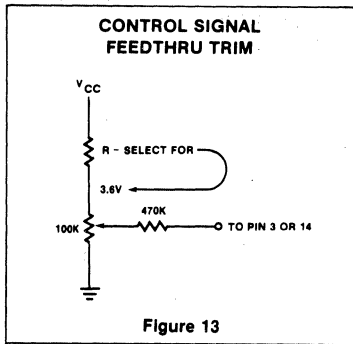 CONTROL SIGNAL
FEEDTHRU TRIM
VCC
R - SELECT FOR
3.6V
470K
100K
TO PIN 3 OR 14
Figure 13